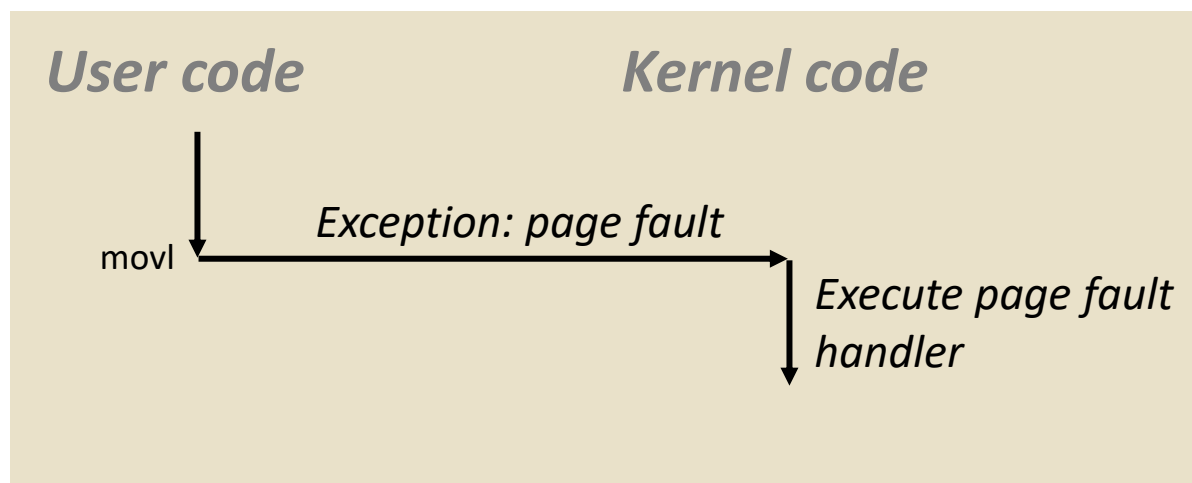 User code
Kernel code
Exception: page fault
movl
Execute page fault
handler